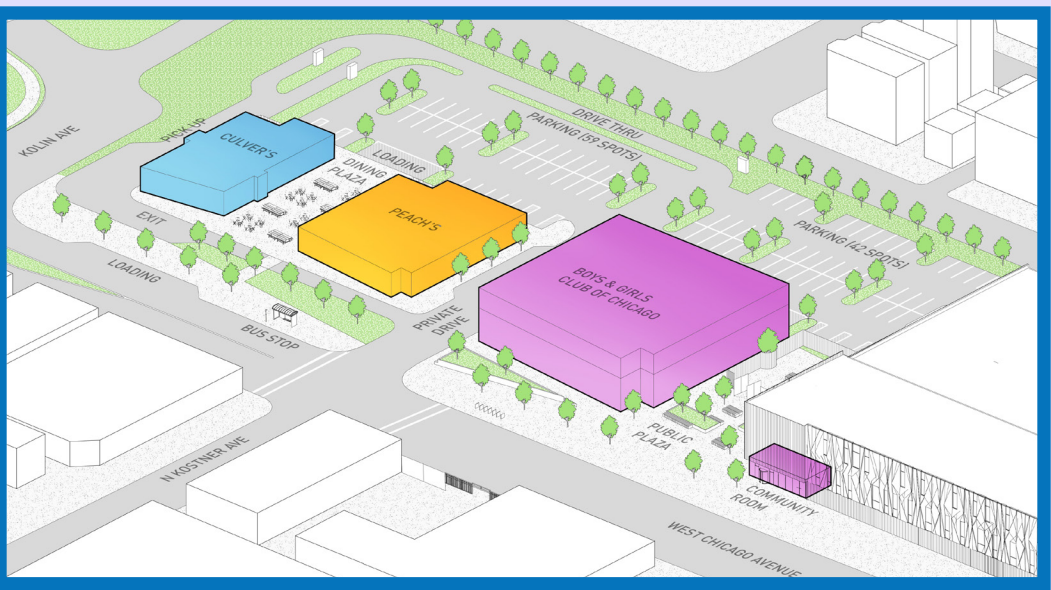 KOLIN AVE
PICK UP
CULVER'S
DINING
PLAZA
LOADING
DRIVE THRU
PARKING (59 SPOTS)
PEACH'S
EXIT
LOADING
BUS STOP
PRIVATE
DRIVE
BOYS & GIRLS
CLUB OF CHICAGO
PARKING (42 SPOTS)
PUBLIC
PLAZA
COMMUNITY
ROOM
N KOSTNER AVE
WEST CHICAGO AVENUE